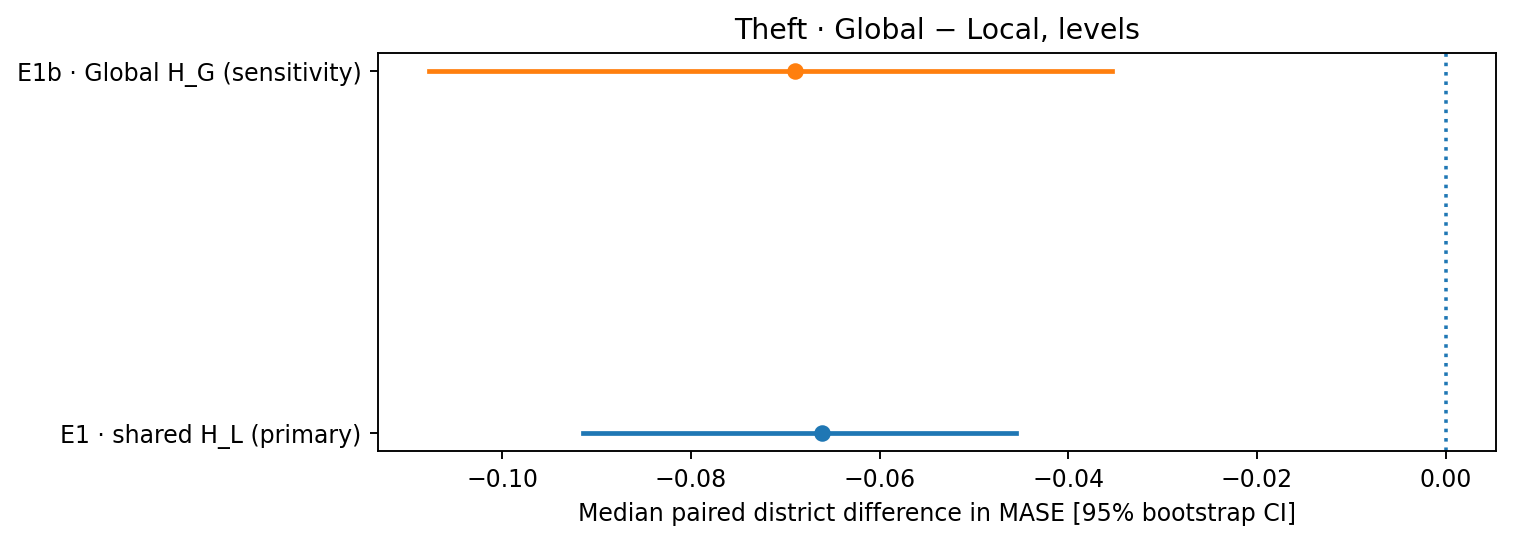 Theft · Global − Local, levels
E1b · Global H_G (sensitivity)
E1 · shared H_L (primary)
−0.10 −0.08 −0.06 −0.04 −0.02 0.00
Median paired district difference in MASE [95% bootstrap CI]